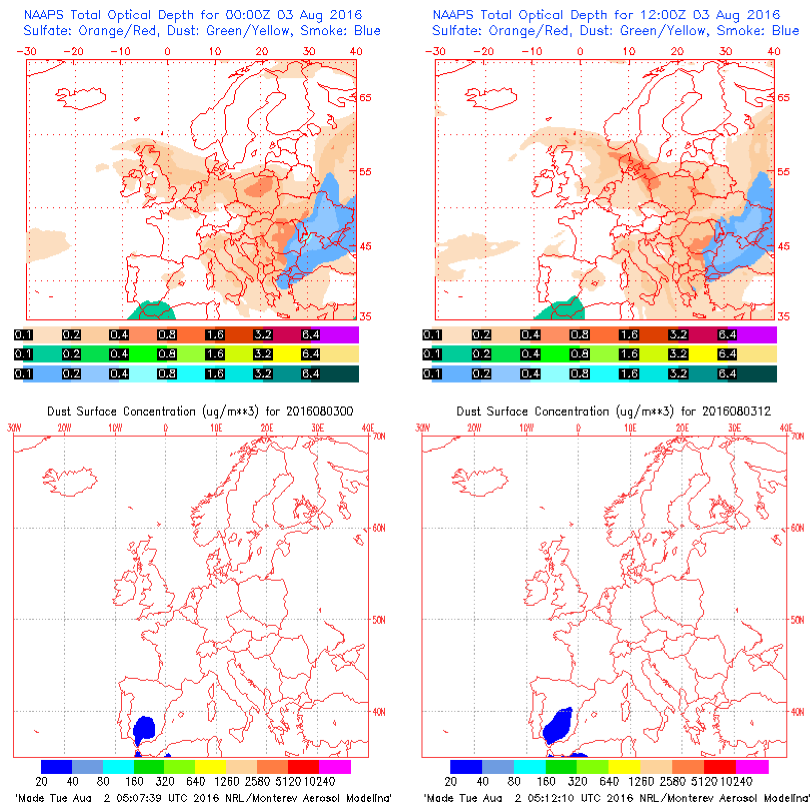 NAAPS Total Optical Depth for 00:00Z 03 Aug 2016
Sulfate: Orange/Red, Dust: Green/Yellow, Smoke: Blue
-30 -20 -10 0 10 20 30 40
65
55
45
35
0.1 0.2 0.4 0.8 1.6 3.2 6.4
0.1 0.2 0.4 0.8 1.6 3.2 6.4
0.1 0.2 0.4 0.8 1.6 3.2 6.4
NAAPS Total Optical Depth for 12:00Z 03 Aug 2016
Sulfate: Orange/Red, Dust: Green/Yellow, Smoke: Blue
-30 -20 -10 0 10 20 30 40
65
55
45
35
0.1 0.2 0.4 0.8 1.6 3.2 6.4
0.1 0.2 0.4 0.8 1.6 3.2 6.4
0.1 0.2 0.4 0.8 1.6 3.2 6.4
Dust Surface Concentration (ug/m**3) for 2016080300
30W 20W 10W 0 10E 20E 30E 40E
70N
60N
50N
40N
20 40 80 160 320 640 1260 2580 5120 10240
'Made Tue Aug 2 05:07:39 UTC 2016 NRL/Monterey Aerosol Modeling'
Dust Surface Concentration (ug/m**3) for 2016080312
30W 20W 10W 0 10E 20E 30E 40E
70N
60N
50N
40N
20 40 80 160 320 640 1260 2580 5120 10240
'Made Tue Aug 2 05:12:10 UTC 2016 NRL/Monterey Aerosol Modeling'